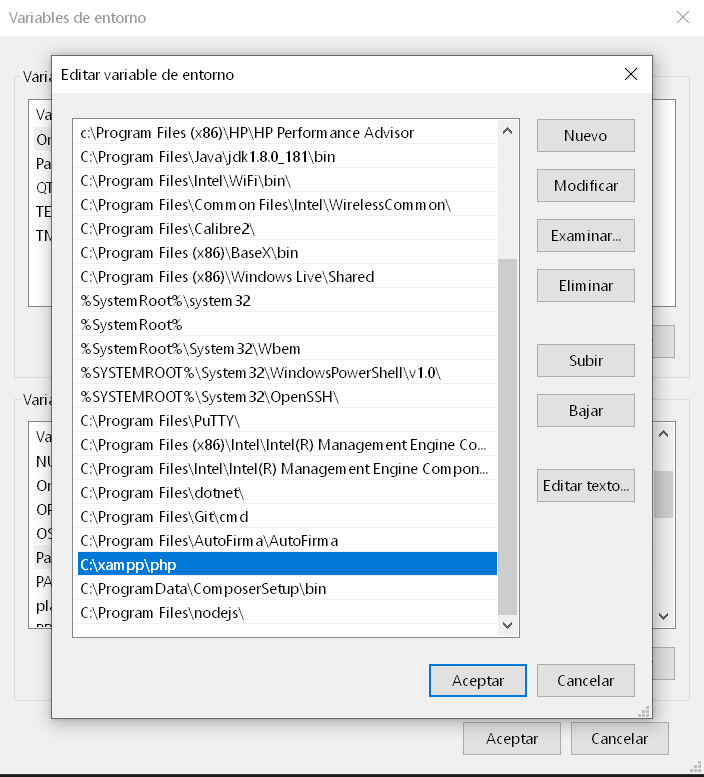 Variables de entorno
Editar variable de entorno
c:\Program Files (x86)\HP\HP Performance Advisor
C:\Program Files\Java\jdk1.8.0_181\bin
C:\Program Files\Intel\WiFi\bin\
C:\Program Files\Common Files\Intel\WirelessCommon\
C:\Program Files\Calibre2\
C:\Program Files (x86)\BaseX\bin
C:\Program Files (x86)\Windows Live\Shared
%SystemRoot%\system32
%SystemRoot%
%SystemRoot%\System32\Wbem
%SYSTEMROOT%\System32\WindowsPowerShell\v1.0\
%SYSTEMROOT%\System32\OpenSSH\
C:\Program Files\PuTTY\
C:\Program Files (x86)\Intel\Intel(R) Management Engine Co...
C:\Program Files\Intel\Intel(R) Management Engine Compon...
C:\Program Files\dotnet\
C:\Program Files\Git\cmd
C:\Program Files\AutoFirma\AutoFirma
C:\xampp\php
C:\ProgramData\ComposerSetup\bin
C:\Program Files\nodejs\
Nuevo
Modificar
Examinar...
Eliminar
Subir
Bajar
Editar texto...
Aceptar
Cancelar
Varia
Va
On
Pa
QT
TE
TM
Varia
Va
NU
On
OP
OS
Pa
PA
pla
Aceptar
Cancelar